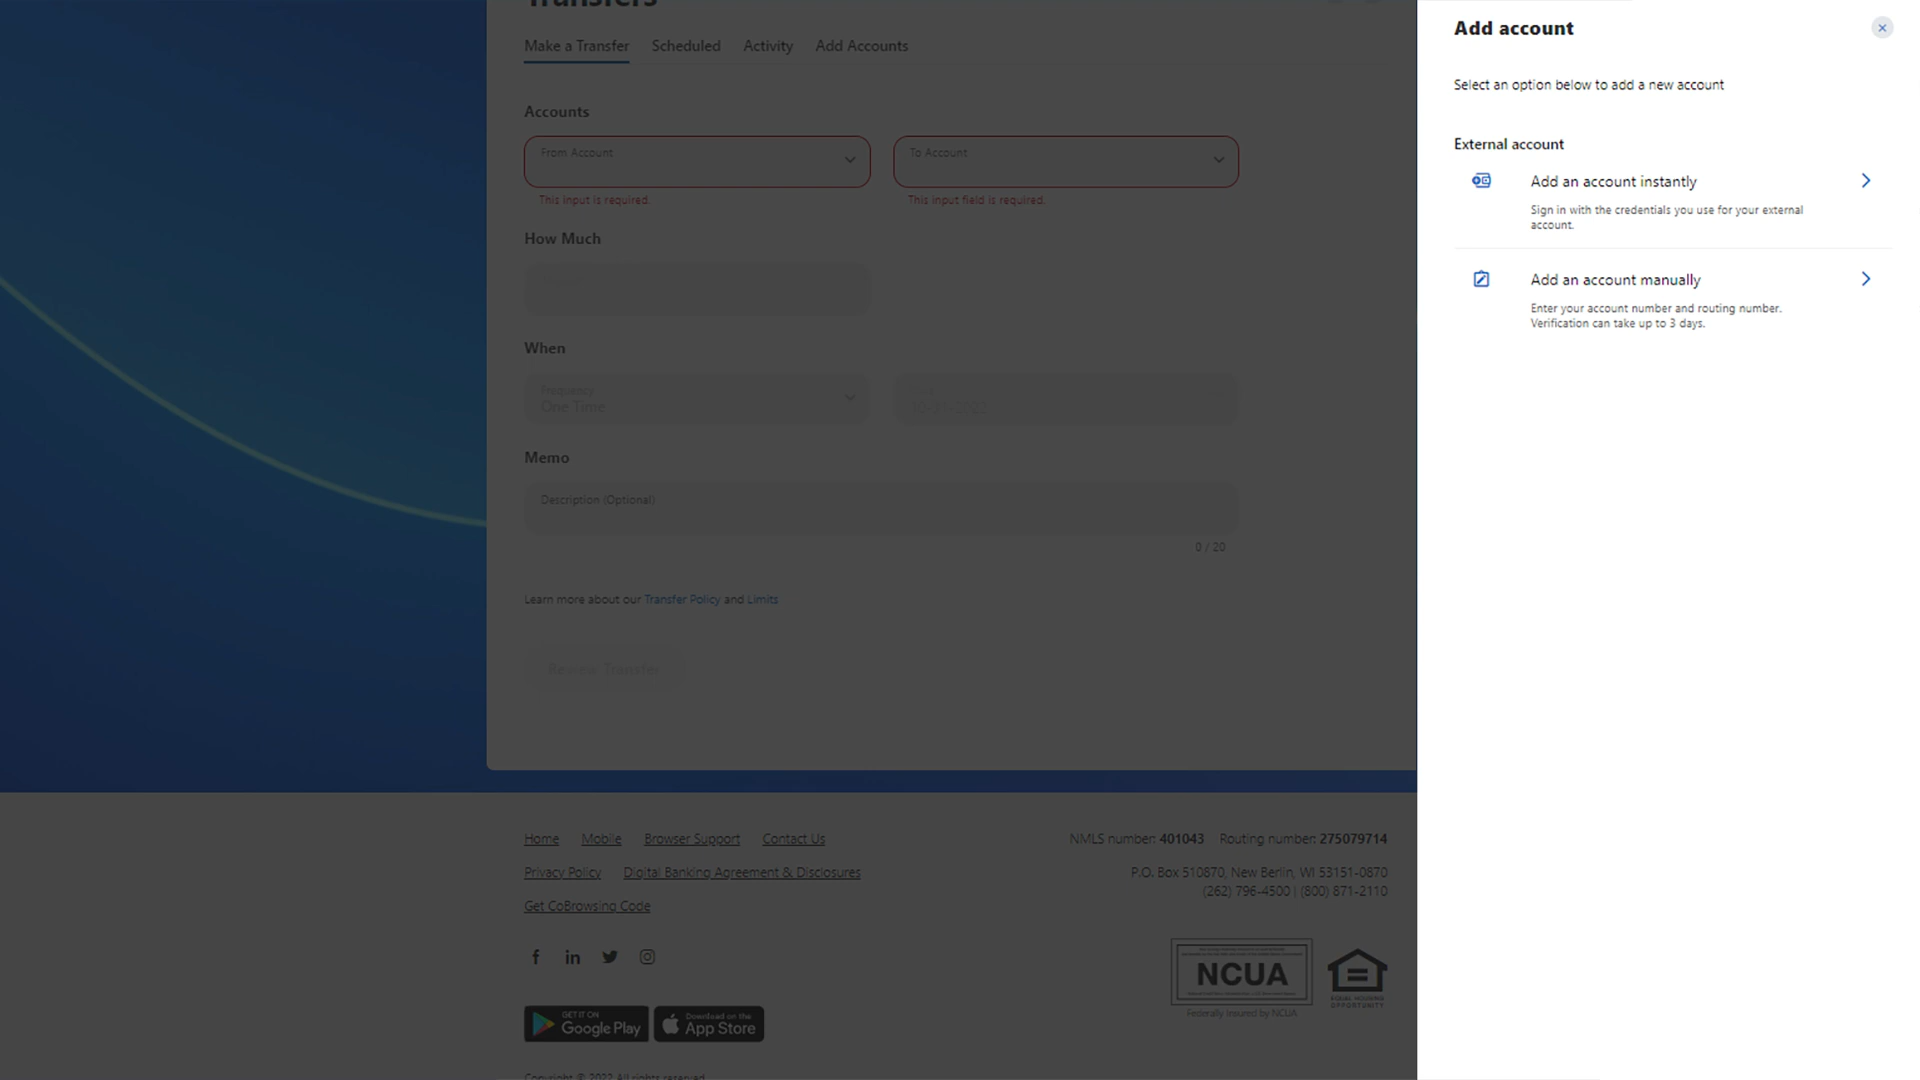 Transfers
Make a Transfer Scheduled Activity Add Accounts
Accounts
From Account
To Account
This input is required.
This input field is required.
How Much
When
Frequency
One Time
Memo
Description (Optional)
0 / 20
Learn more about our Transfer Policy and Limits
Review Transfer
Home Mobile Browser Support Contact Us
Privacy Policy Digital Banking Agreement & Disclosures
Get CoBrowsing Code
NMLS number: 401043 Routing number: 275079714
P.O. Box 510870, New Berlin, WI 53151-0870
(262) 796-4500 | (800) 871-2110
NCUA
Federally Insured by NCUA
EQUAL HOUSING
OPPORTUNITY
GET IT ON
Google Play
Download on the
App Store
Copyright © 2022 All rights reserved
Add account
Select an option below to add a new account
External account
Add an account instantly
Sign in with the credentials you use for your external
account.
Add an account manually
Enter your account number and routing number.
Verification can take up to 3 days.